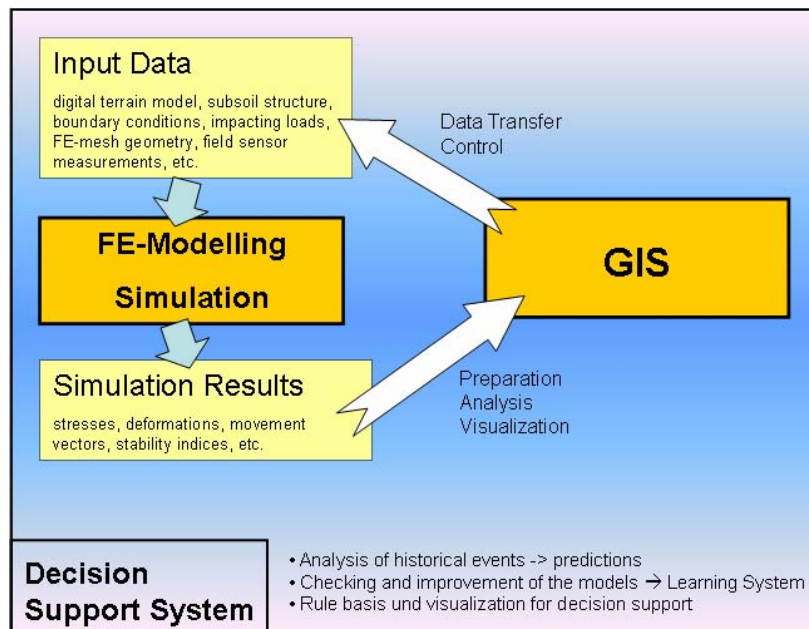 Input Data
digital terrain model, subsoil structure,
boundary conditions, impacting loads,
FE-mesh geometry, field sensor
measurements, etc.
Data Transfer
Control
FE-Modelling
Simulation
GIS
Simulation Results
stresses, deformations, movement
vectors, stability indices, etc.
Preparation
Analysis
Visualization
Decision
Support System
• Analysis of historical events -> predictions
• Checking and improvement of the models → Learning System
• Rule basis und visualization for decision support